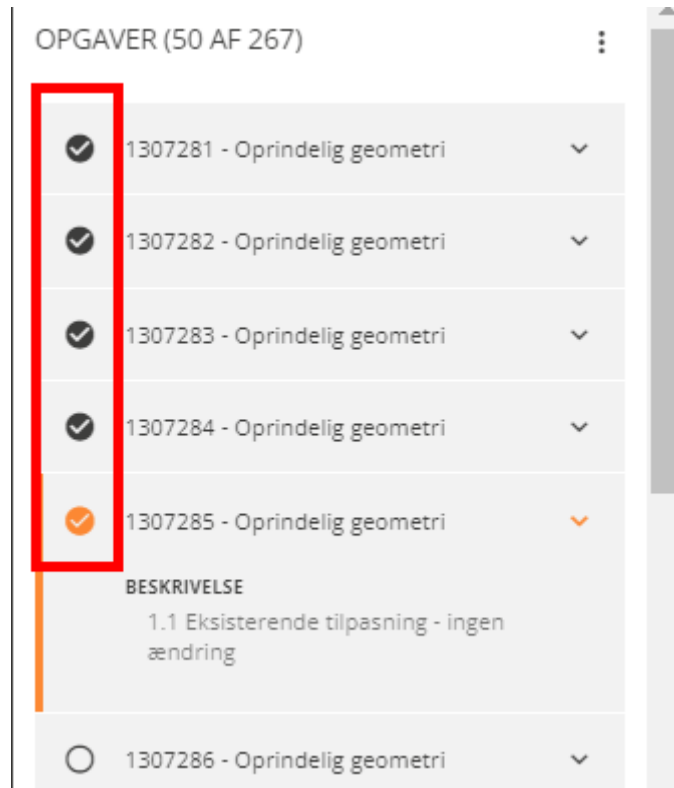 OPGAVER (50 AF 267)
1307281 - Oprindelig geometri
1307282 - Oprindelig geometri
1307283 - Oprindelig geometri
1307284 - Oprindelig geometri
1307285 - Oprindelig geometri
BESKRIVELSE
1.1 Eksisterende tilpasning - ingen
ændring
1307286 - Oprindelig geometri